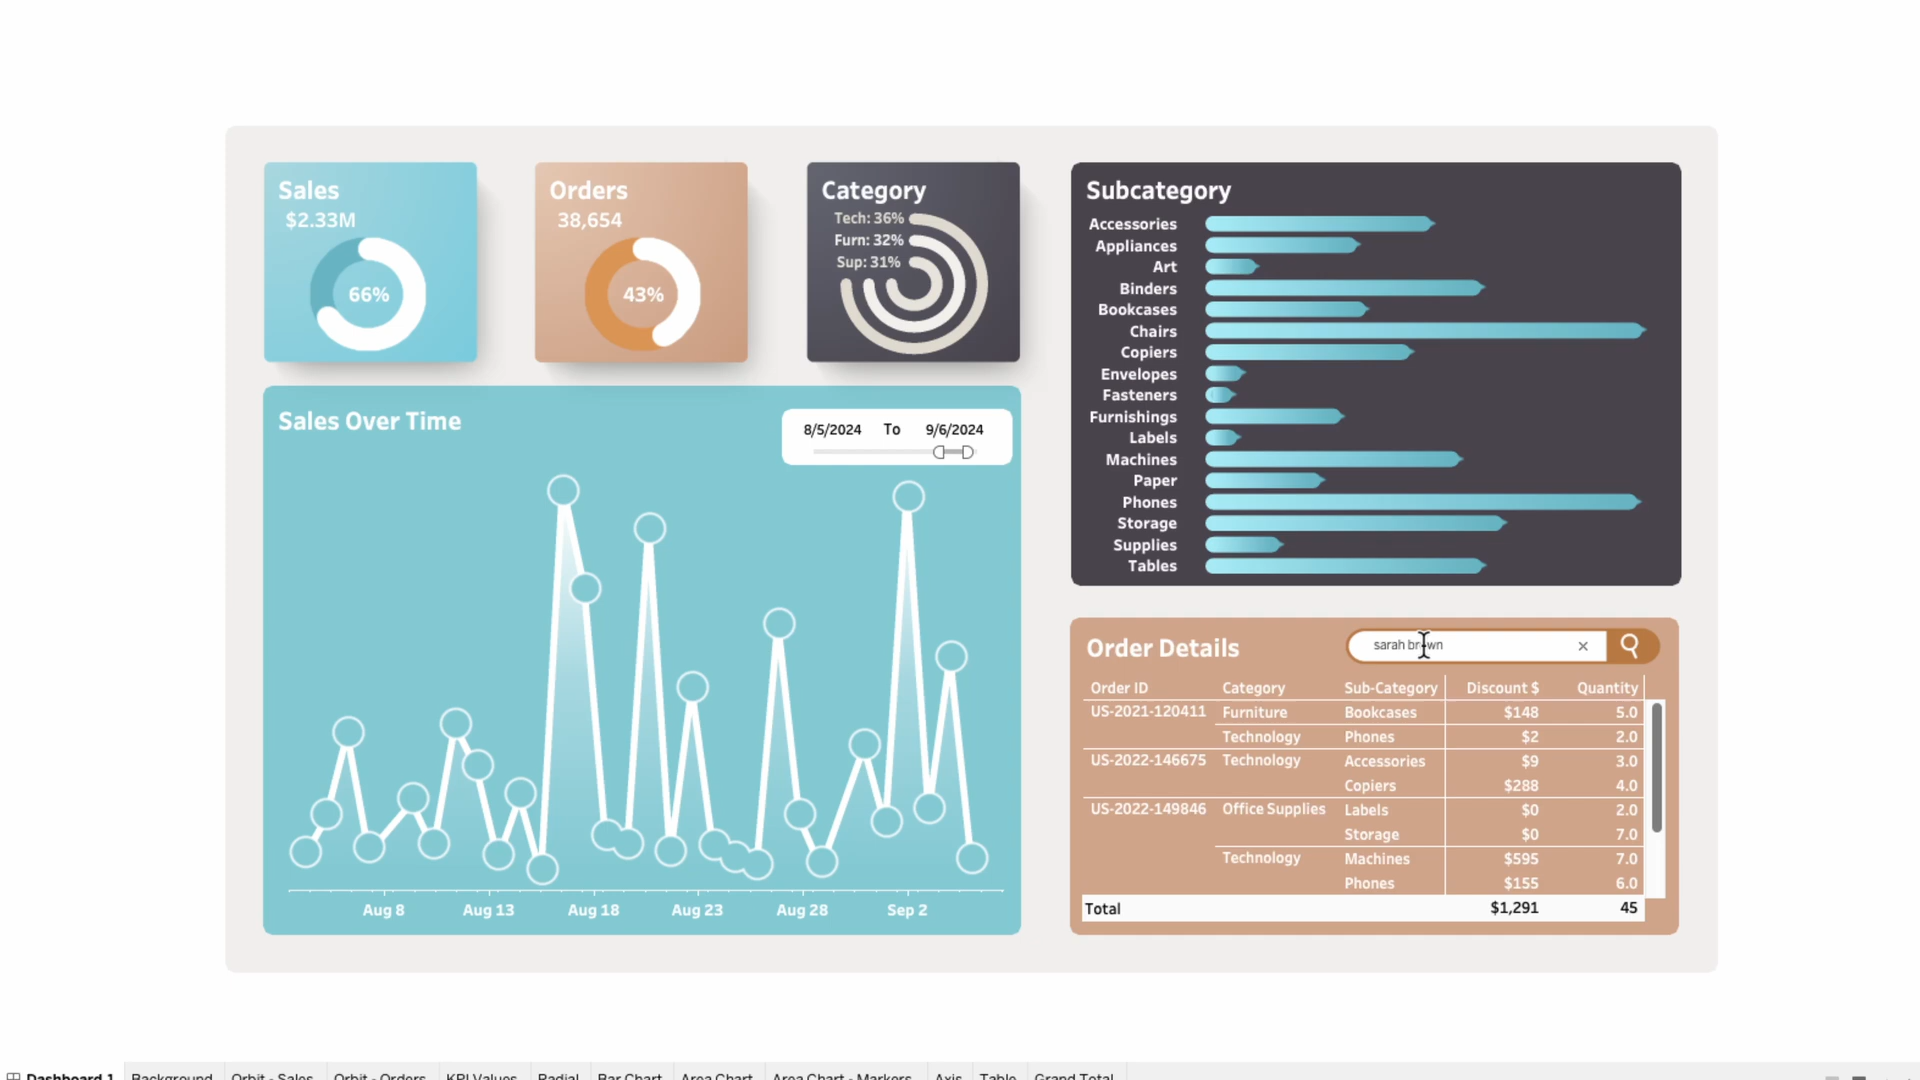 Sales
$2.33M
66%
Orders
38,654
43%
Category
Tech: 36%
Furn: 32%
Sup: 31%
Subcategory
Accessories
Appliances
Art
Binders
Bookcases
Chairs
Copiers
Envelopes
Fasteners
Furnishings
Labels
Machines
Paper
Phones
Storage
Supplies
Tables
Sales Over Time
8/5/2024 To 9/6/2024
Aug 8 Aug 13 Aug 18 Aug 23 Aug 28 Sep 2
Order Details
sarah brown
Order ID Category Sub-Category Discount $ Quantity
US-2021-120411 Furniture Bookcases $148 5.0
Technology Phones $2 2.0
US-2022-146675 Technology Accessories $9 3.0
Copiers $288 4.0
US-2022-149846 Office Supplies Labels $0 2.0
Storage $0 7.0
Technology Machines $595 7.0
Phones $155 6.0
Total $1,291 45
Dashboard 1 Background Orbit - Sales Orbit - Orders KPI Values Radial Bar Chart Area Chart Area Chart - Markers Axis Table Grand Total